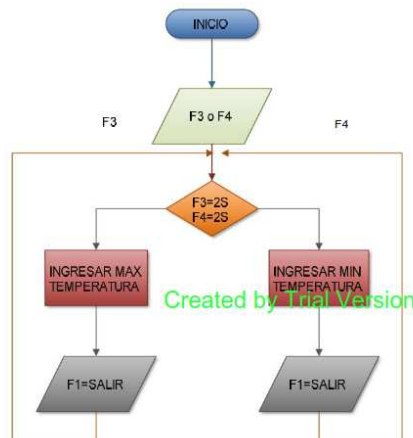 INICIO
F3 o F4
F3
F4
F3=2S
F4=2S
INGRESAR MAX
TEMPERATURA
INGRESAR MIN
TEMPERATURA
Created by Trial Version
F1=SALIR
F1=SALIR